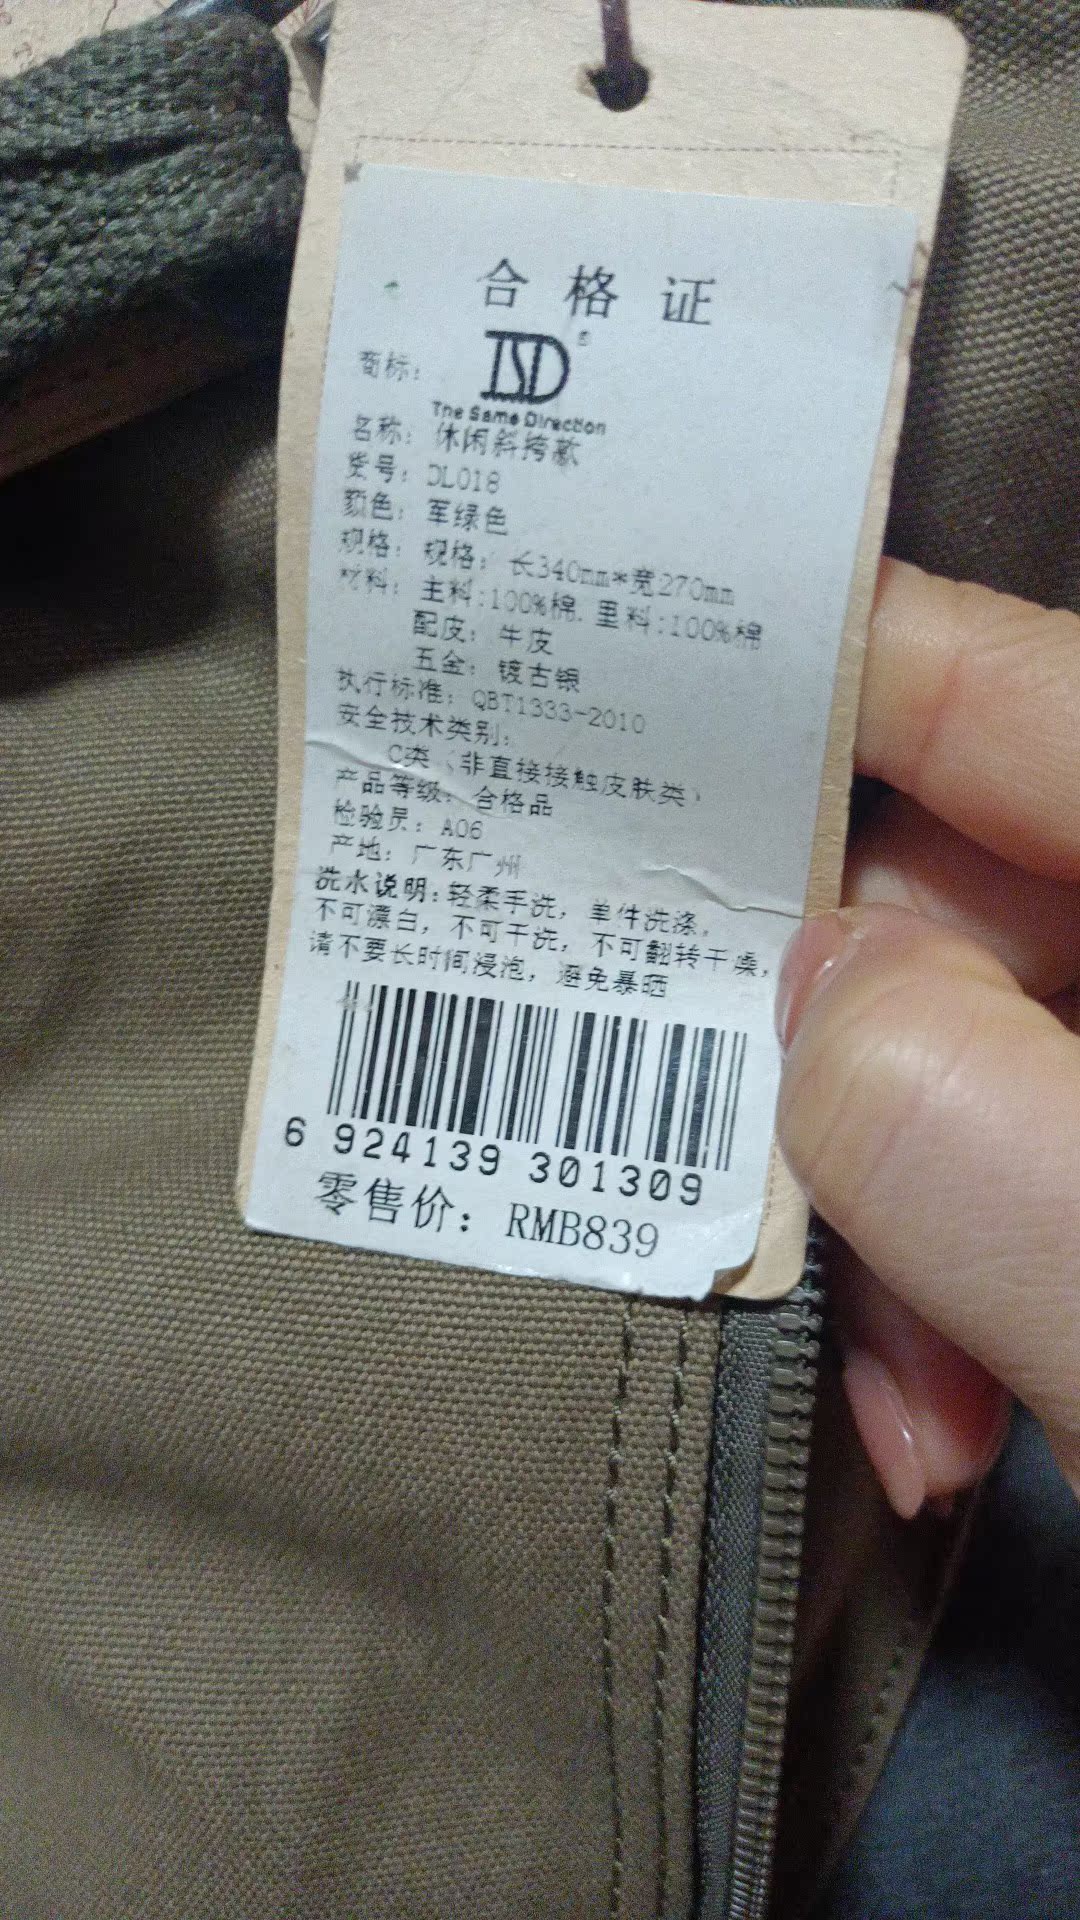 合格证
商标：TSD®
The Same Direction
名称：休闲斜挎款
货号：DL018
颜色：军绿色
规格：规格：长340mm*宽270mm
材料：主料:100%棉.里料:100%棉
配皮：牛皮
五金：镀古银
执行标准：QBT1333-2010
安全技术类别：
C类（非直接接触皮肤类）
产品等级：合格品
检验员：A06
产地：广东广州
洗水说明:轻柔手洗，单件洗涤，
不可漂白，不可干洗，不可翻转干燥，
请不要长时间浸泡，避免暴晒
6 924139 301309
零售价：RMB839